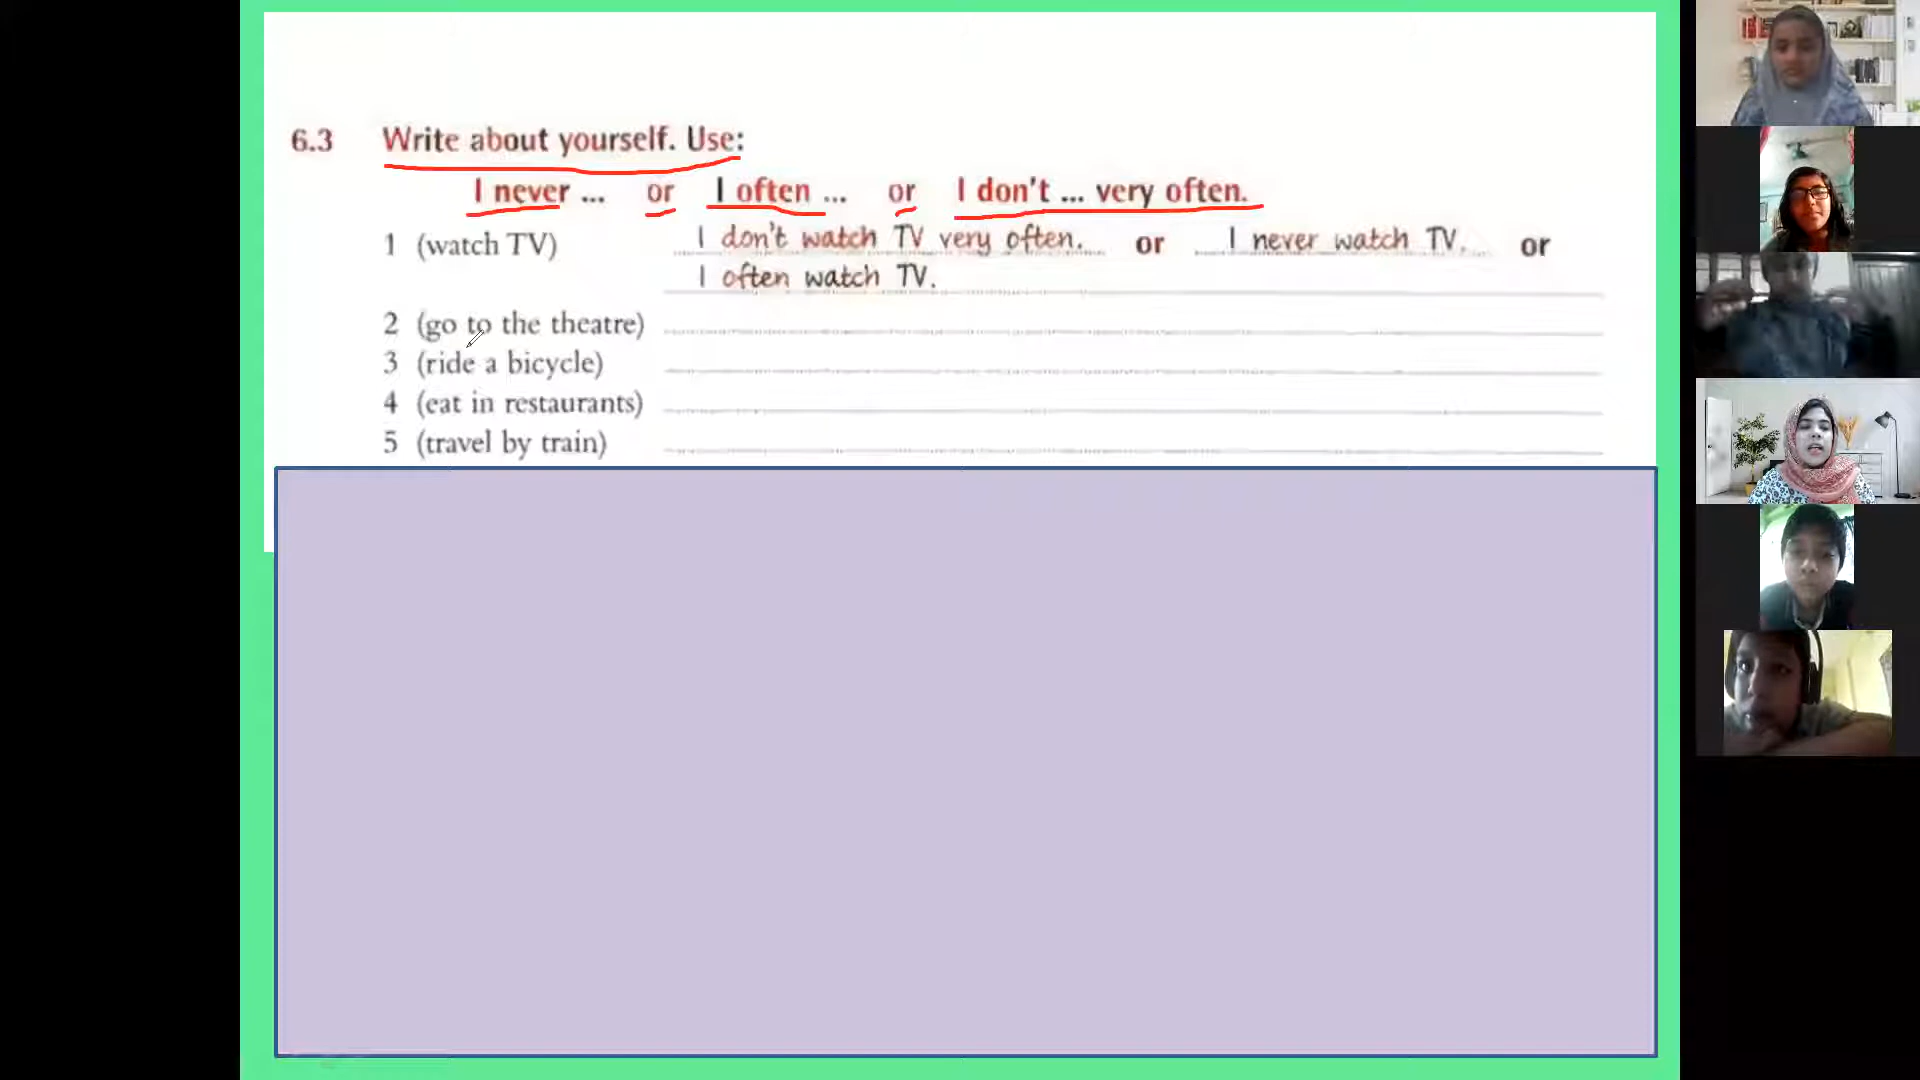 6.3 Write about yourself. Use:
I never ... or I often ... or I don't ... very often.
1 (watch TV) I don't watch TV very often. or I never watch TV. or
I often watch TV.
2 (go to the theatre)
3 (ride a bicycle)
4 (eat in restaurants)
5 (travel by train)